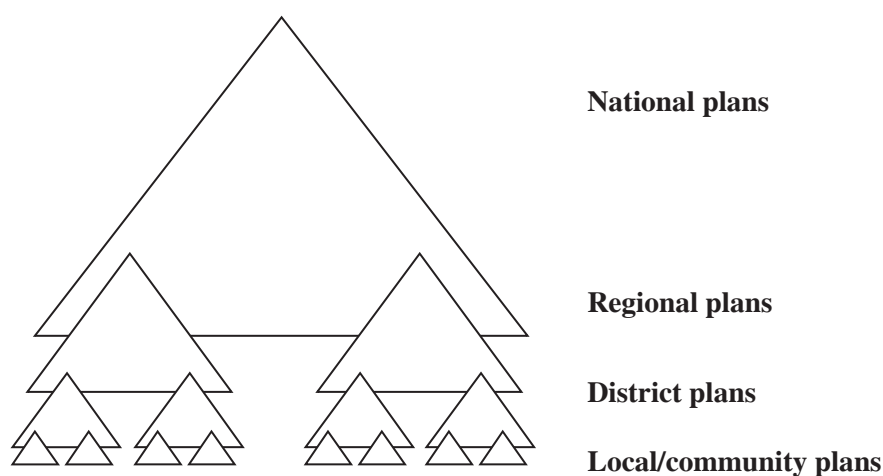 National plans
Regional plans
District plans
Local/community plans